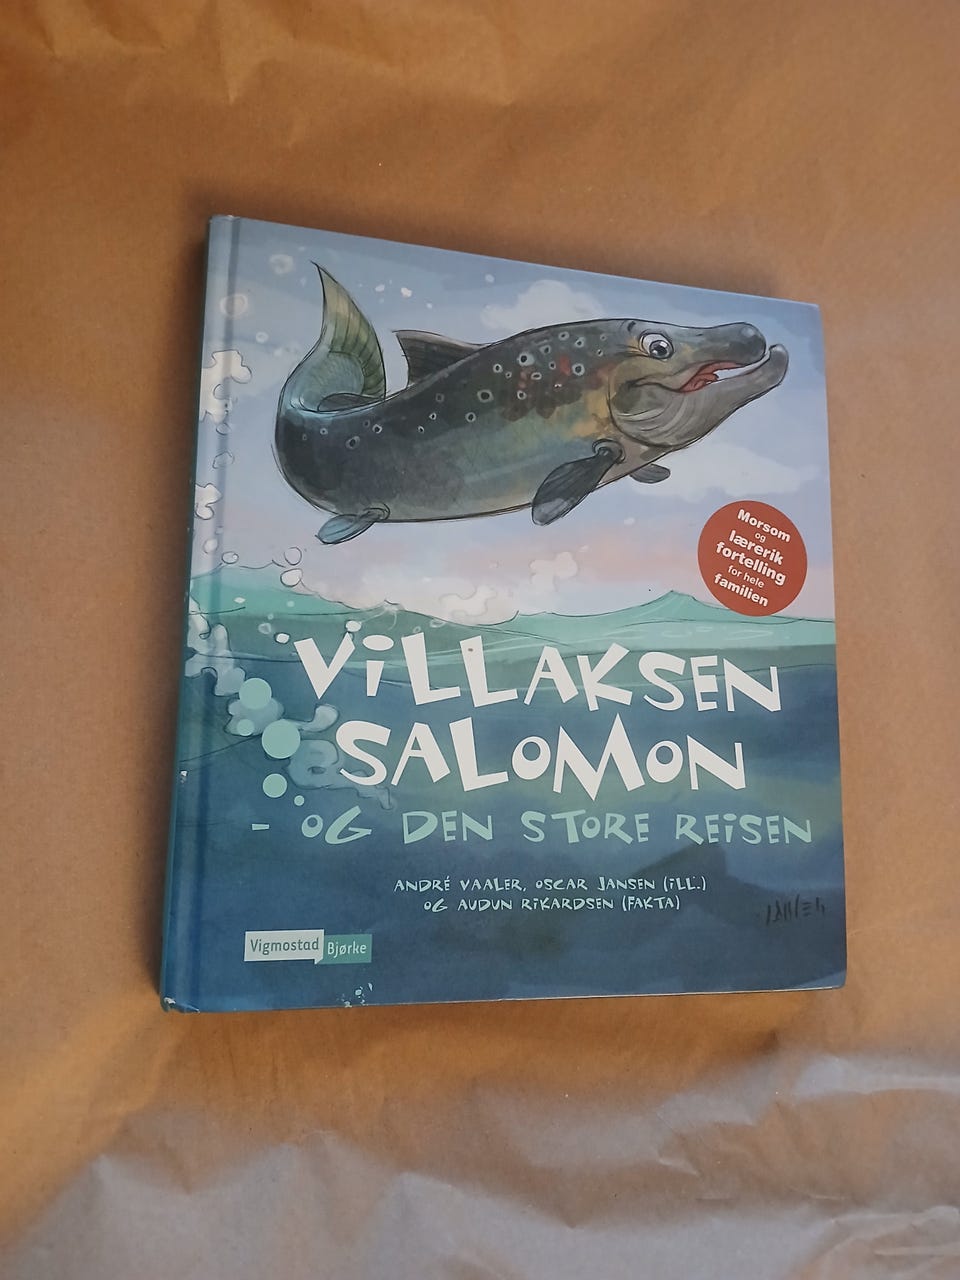 Morsom
og
lærerik
fortelling
for hele
familien
ViLLAKSEN
SALOMON
- OG DEN STORE REISEN
ANDRÉ VAALER, OSCAR JANSEN (iLL.)
OG AUDUN RIKARDSEN (FAKTA)
JANSEN
Vigmostad
Bjørke